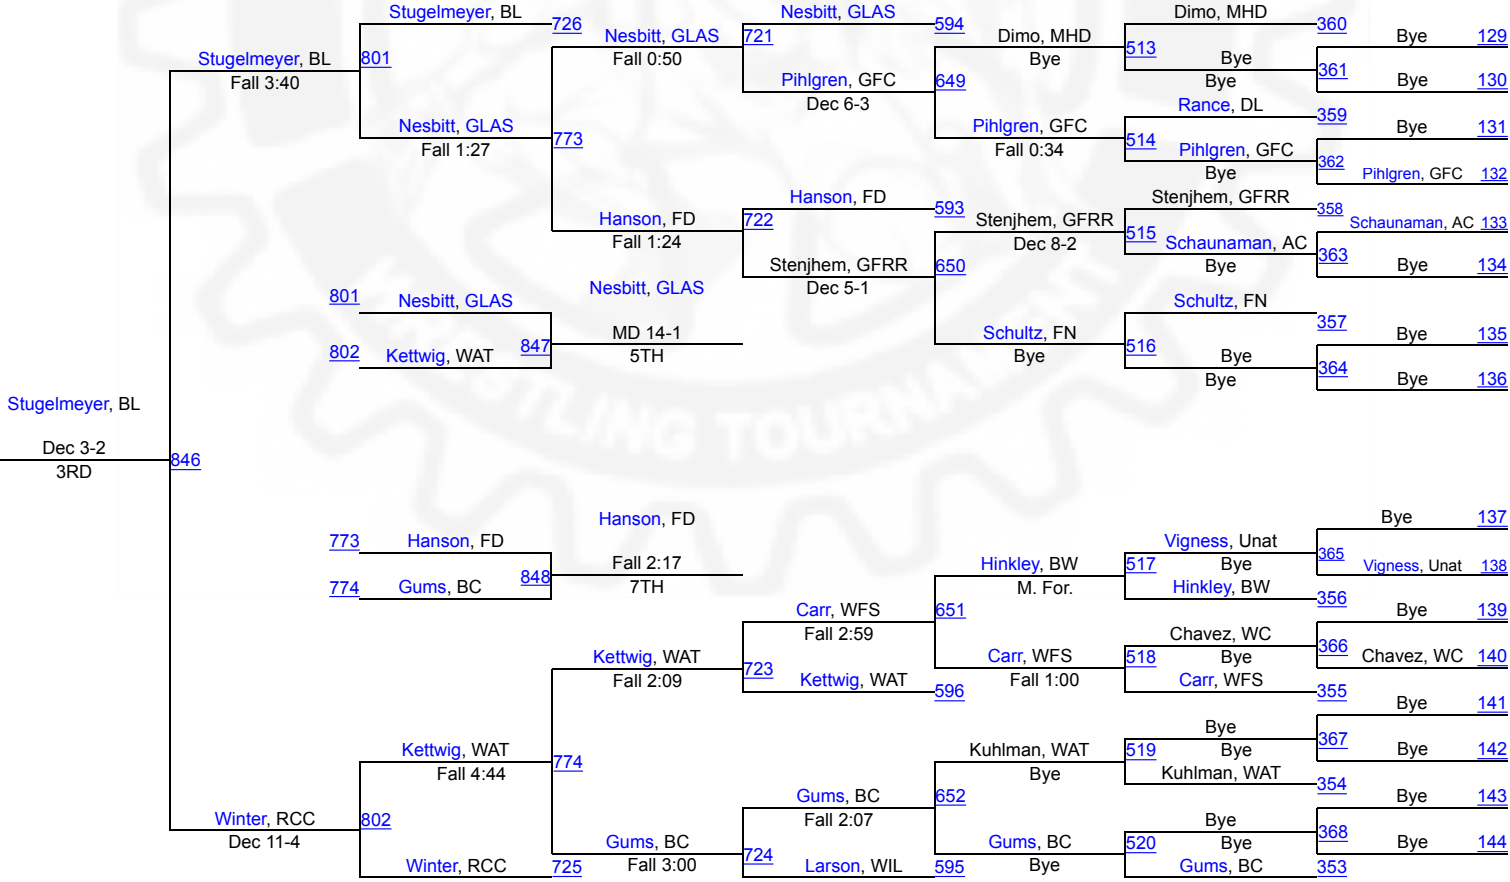 Stugelmeyer, BL
726
Nesbitt, GLAS
594
Dimo, MHD
360
Nesbitt, GLAS
721
Dimo, MHD
513
Bye
129
Fall 0:50
Bye
Bye
Stugelmeyer, BL
801
Bye
361
Bye
130
Fall 3:40
Pihlgren, GFC
649
Dec 6-3
Rance, DL
359
Nesbitt, GLAS
773
Pihlgren, GFC
514
Bye
131
Fall 1:27
Fall 0:34
Pihlgren, GFC
362
Bye
Pihlgren, GFC
132
Hanson, FD
593
Stenjhem, GFRR
358
Hanson, FD
722
Stenjhem, GFRR
515
Schaunaman, AC
133
Fall 1:24
Dec 8-2
Schaunaman, AC
363
Stenjhem, GFRR
650
Bye
Bye
134
Dec 5-1
Nesbitt, GLAS
801
Nesbitt, GLAS
Schultz, FN
357
MD 14-1
Schultz, FN
516
Bye
135
802
Kettwig, WAT
847
5TH
Bye
Bye
364
Bye
Bye
136
Stugelmeyer, BL
WRESTLING TOURNAMENT
Dec 3-2
846
3RD
Hanson, FD
Bye
137
773
Hanson, FD
Vigness, Unat
365
Fall 2:17
Hinkley, BW
517
Bye
Vigness, Unat
138
774
Gums, BC
848
7TH
M. For.
Hinkley, BW
356
Carr, WFS
651
Bye
139
Fall 2:59
Chavez, WC
366
Kettwig, WAT
723
Carr, WFS
518
Bye
Chavez, WC
140
Fall 2:09
Kettwig, WAT
596
Fall 1:00
Carr, WFS
355
Bye
141
Bye
367
Kettwig, WAT
774
Kuhlman, WAT
519
Bye
Bye
142
Fall 4:44
Bye
Kuhlman, WAT
354
Gums, BC
652
Bye
143
Winter, RCC
802
Fall 2:07
Bye
368
Dec 11-4
Gums, BC
724
Gums, BC
520
Bye
Bye
144
Winter, RCC
725
Fall 3:00
Larson, WIL
595
Bye
Gums, BC
353